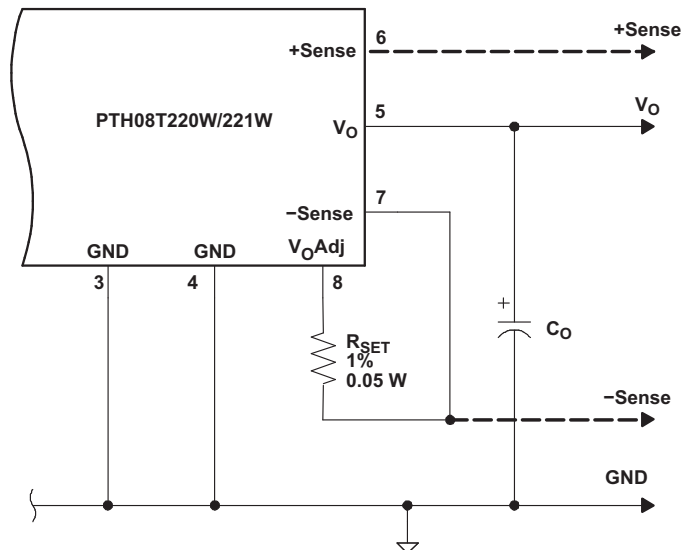 +Sense
6
+Sense
PTH08T220W/221W
5
VO
VO
7
−Sense
GND
GND
VOAdj
3
4
8
+
CO
RSET
1%
0.05 W
−Sense
GND